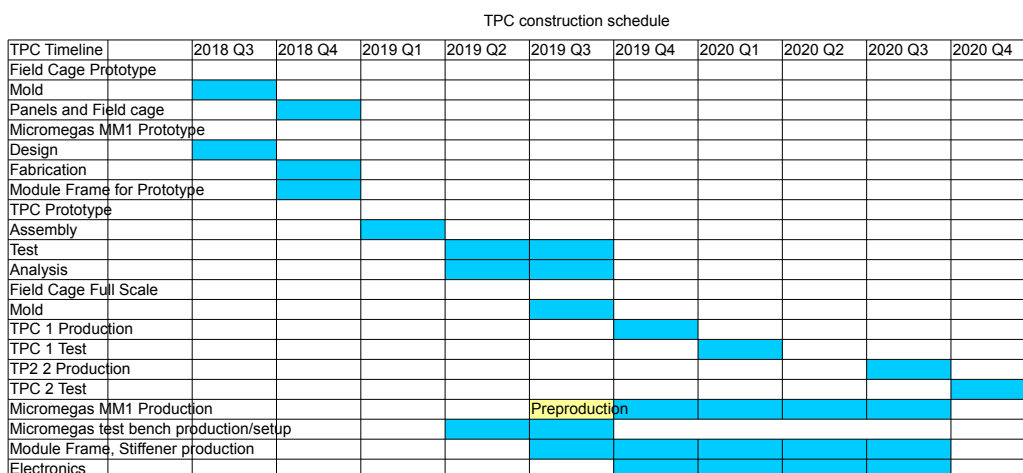 TPC construction schedule
TPC Timeline 2018 Q3 2018 Q4 2019 Q1 2019 Q2 2019 Q3 2019 Q4 2020 Q1 2020 Q2 2020 Q3 2020 Q4
Field Cage Prototype
Mold
Panels and Field cage
Micromegas MM1 Prototype
Design
Fabrication
Module Frame for Prototype
TPC Prototype
Assembly
Test
Analysis
Field Cage Full Scale
Mold
TPC 1 Production
TPC 1 Test
TP2 2 Production
TPC 2 Test
Micromegas MM1 Production Preproduction
Micromegas test bench production/setup
Module Frame, Stiffener production
Electronics